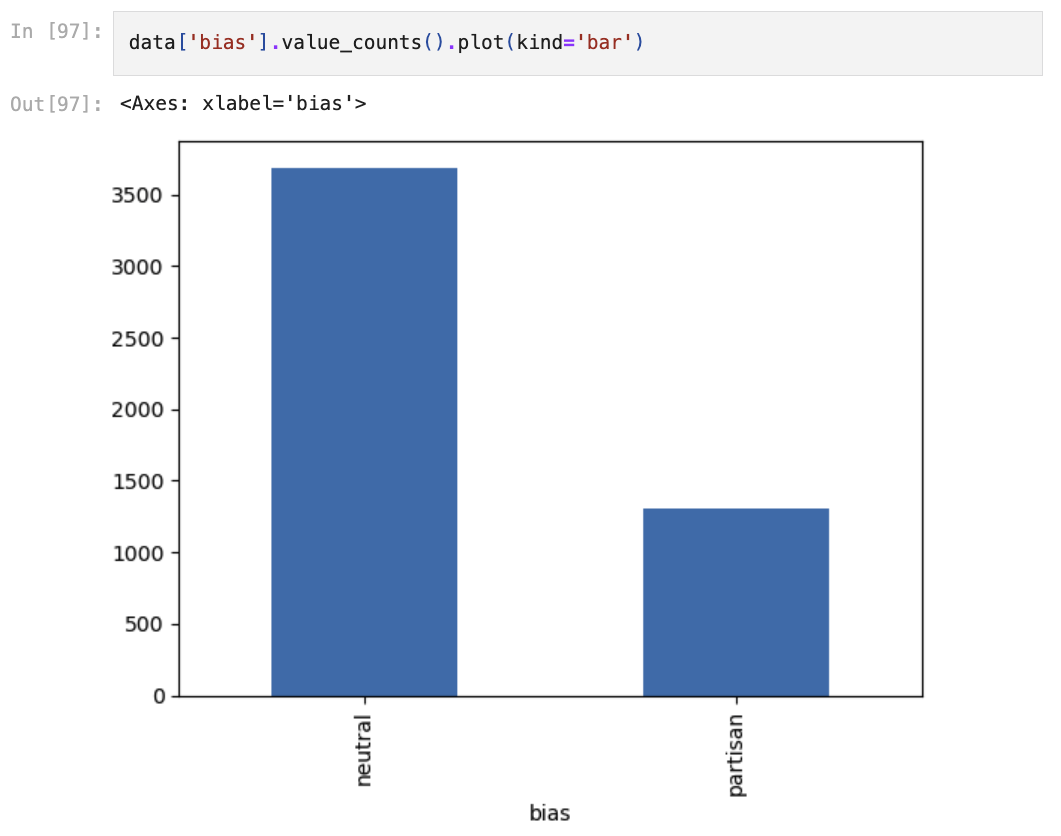 In [97]:
data['bias'].value_counts().plot(kind='bar')
Out[97]:
<Axes: xlabel='bias'>
3500
3000
2500
2000
1500
1000
500
0
neutral
partisan
bias